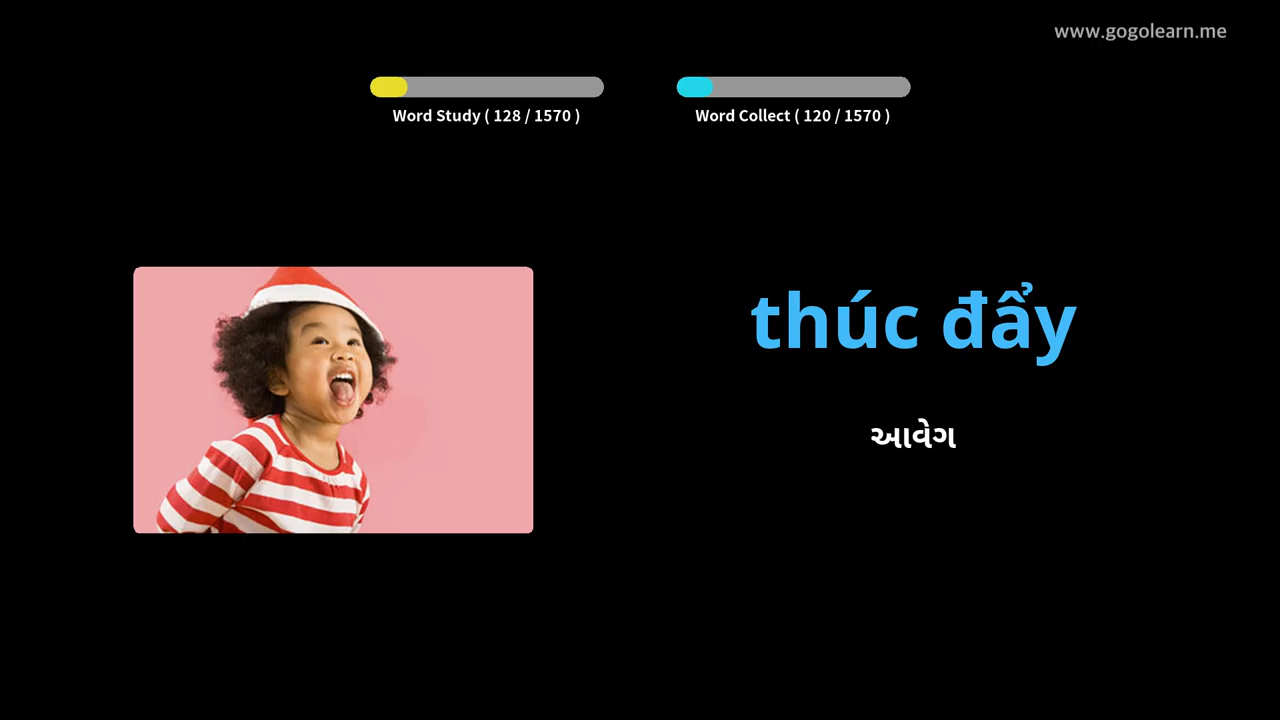 www.gogolearn.me
Word Study ( 128 / 1570 )
Word Collect ( 120 / 1570 )
thúc đẩy
આવેગ